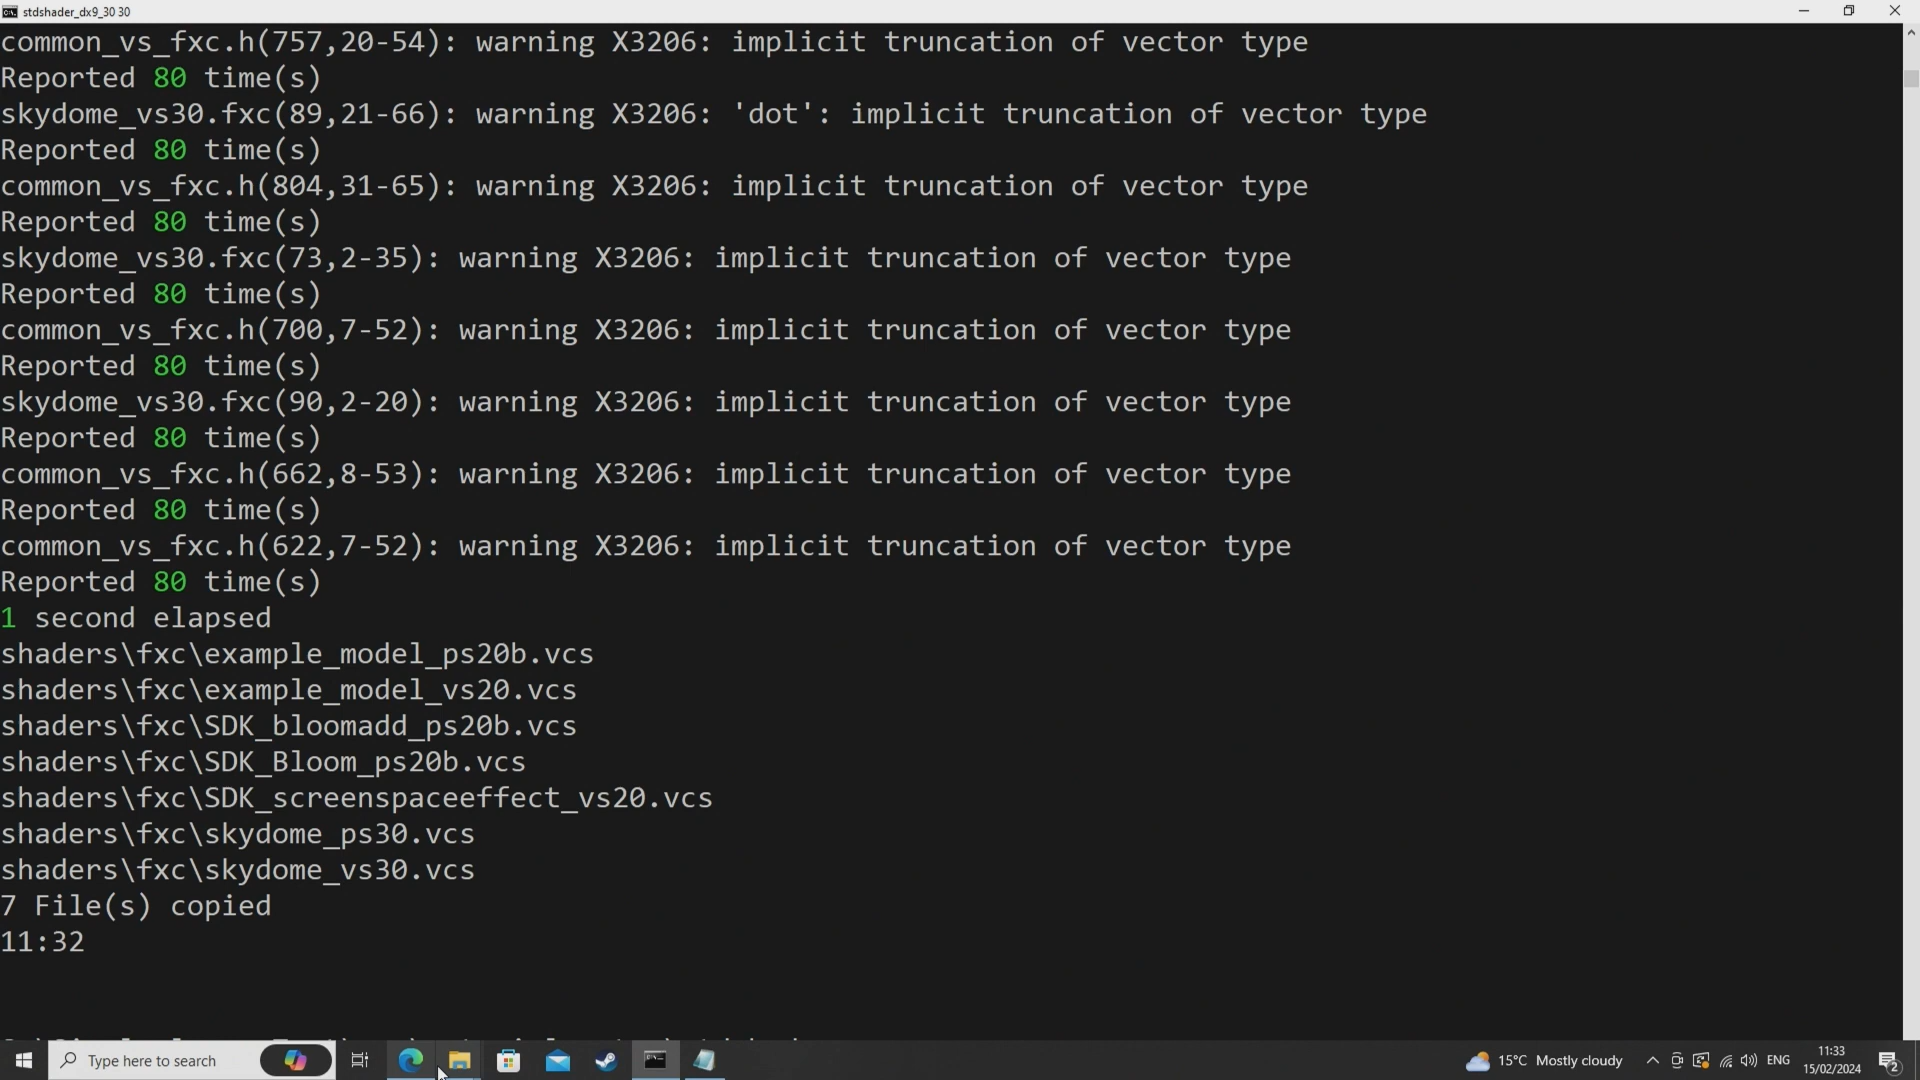 stdshader_dx9_30 30
common_vs_fxc.h(757,20-54): warning X3206: implicit truncation of vector type
Reported 80 time(s)
skydome_vs30.fxc(89,21-66): warning X3206: 'dot': implicit truncation of vector type
Reported 80 time(s)
common_vs_fxc.h(804,31-65): warning X3206: implicit truncation of vector type
Reported 80 time(s)
skydome_vs30.fxc(73,2-35): warning X3206: implicit truncation of vector type
Reported 80 time(s)
common_vs_fxc.h(700,7-52): warning X3206: implicit truncation of vector type
Reported 80 time(s)
skydome_vs30.fxc(90,2-20): warning X3206: implicit truncation of vector type
Reported 80 time(s)
common_vs_fxc.h(662,8-53): warning X3206: implicit truncation of vector type
Reported 80 time(s)
common_vs_fxc.h(622,7-52): warning X3206: implicit truncation of vector type
Reported 80 time(s)
1 second elapsed
shaders\fxc\example_model_ps20b.vcs
shaders\fxc\example_model_vs20.vcs
shaders\fxc\SDK_bloomadd_ps20b.vcs
shaders\fxc\SDK_Bloom_ps20b.vcs
shaders\fxc\SDK_screenspaceeffect_vs20.vcs
shaders\fxc\skydome_ps30.vcs
shaders\fxc\skydome_vs30.vcs
7 File(s) copied
11:32
Type here to search
15°C Mostly cloudy
ENG
11:33
15/02/2024
2